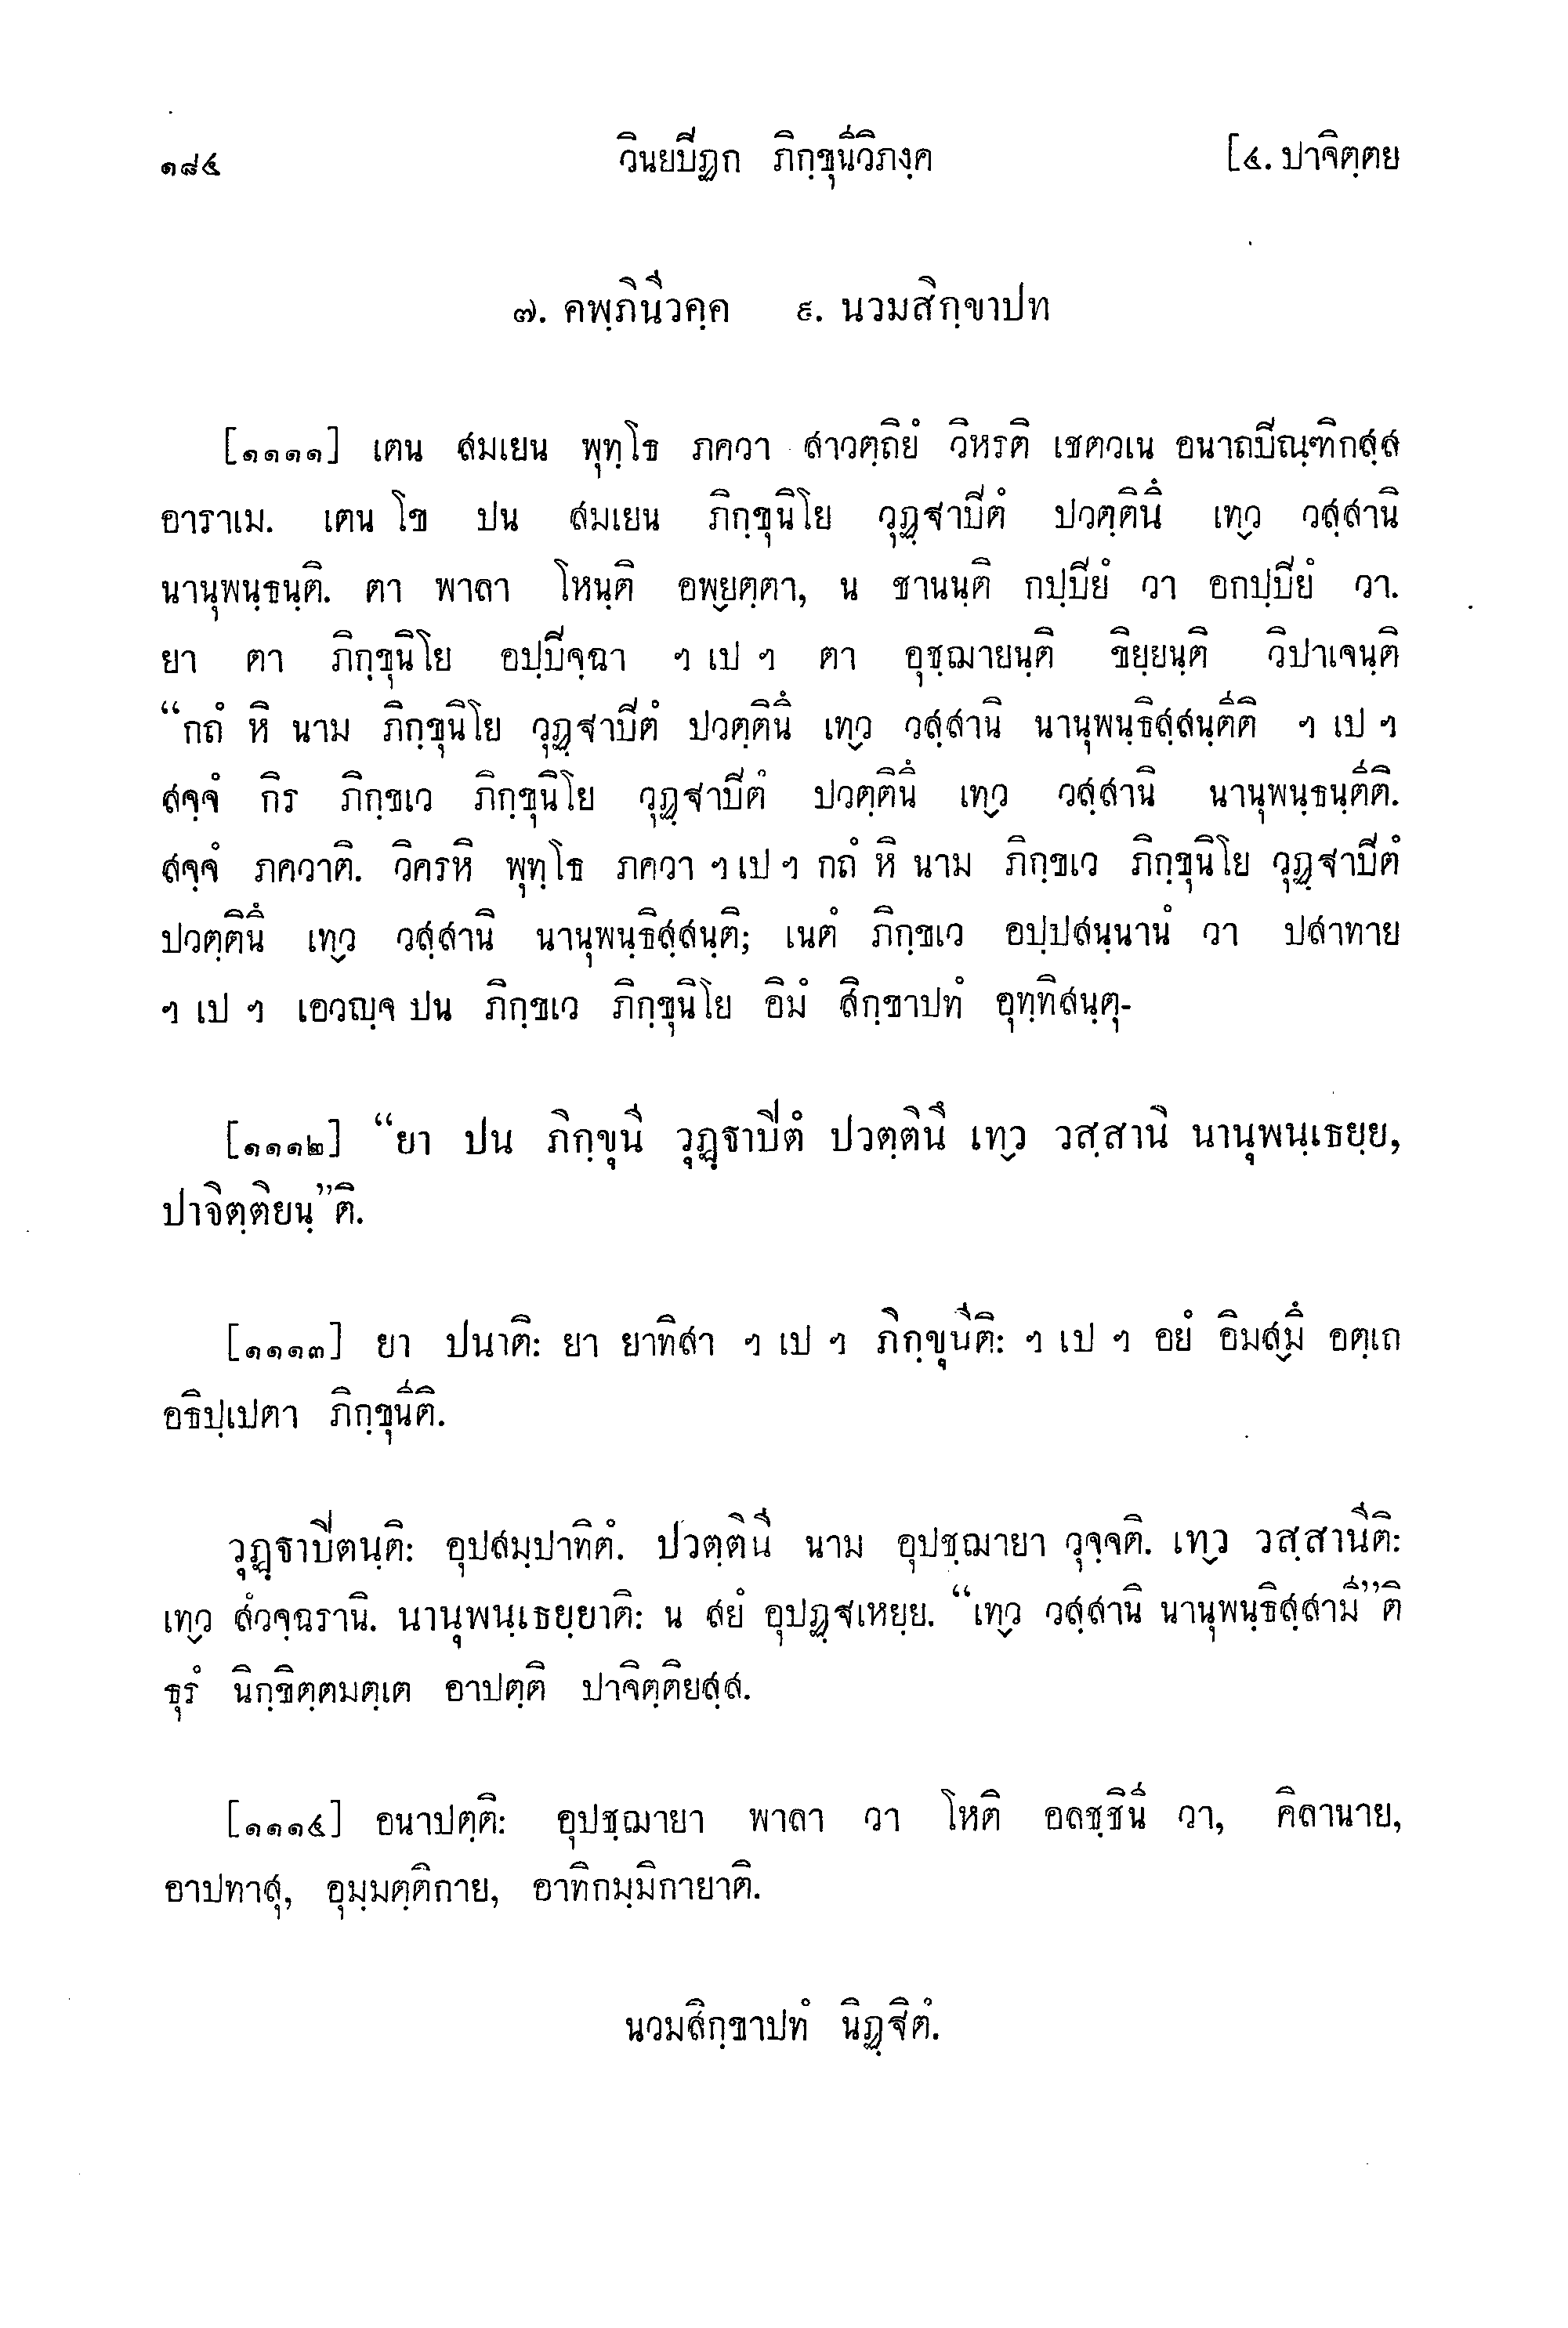 ๑๘๔ วินยปิฏก ภิกฺขุนีวิภงฺค [๔. ปาจิตฺตย
๗. คพฺภินีวคฺค ๙. นวมสิกฺขาปท
[๑๑๑๑] เตน สมเยน พุทฺโธ ภควา สาวตฺถิยํ วิหรติ เชตวเน อนาถปิณฺฑิกสฺส
อาราเม. เตน โข ปน สมเยน ภิกฺขุนิโย วุฏฺฐาปิตํ ปวตฺตินึ เทฺว วสฺสานิ
นานุพนฺธนฺติ. ตา พาลา โหนฺติ อพฺยตฺตา, น ชานนฺติ กปฺปิยํ วา อกปฺปิยํ วา.
ยา ตา ภิกฺขุนิโย อปฺปิจฺฉา ฯ เป ฯ ตา อุชฺฌายนฺติ ขิยฺยนฺติ วิปาเจนฺติ
“กถํ หิ นาม ภิกฺขุนิโย วุฏฺฐาปิตํ ปวตฺตินึ เทฺว วสฺสานิ นานุพนฺธิสฺสนฺตีติ ฯ เป ฯ
สจฺจํ กิร ภิกฺขเว ภิกฺขุนิโย วุฏฺฐาปิตํ ปวตฺตินึ เทฺว วสฺสานิ นานุพนฺธนฺตีติ.
สจฺจํ ภควาติ. วิครหิ พุทฺโธ ภควา ฯ เป ฯ กถํ หิ นาม ภิกฺขเว ภิกฺขุนิโย วุฏฺฐาปิตํ
ปวตฺตินึ เทฺว วสฺสานิ นานุพนฺธิสฺสนฺติ; เนตํ ภิกฺขเว อปฺปสนฺนานํ วา ปสาทาย
ฯ เป ฯ เอวญฺจ ปน ภิกฺขเว ภิกฺขุนิโย อิมํ สิกฺขาปทํ อุทฺทิสนฺตุ-
[๑๑๑๒] “ยา ปน ภิกฺขุนี วุฏฺฐาปิตํ ปวตฺตินึ เทฺว วสฺสานิ นานุพนฺเธยฺย,
ปาจิตฺติยนฺ”ติ.
[๑๑๑๓] ยา ปนาติ: ยา ยาทิสา ฯ เป ฯ ภิกฺขุนีติ: ฯ เป ฯ อยํ อิมสฺมึ อตฺเถ
อธิปฺเปตา ภิกฺขุนีติ.
วุฏฺฐาปิตนฺติ: อุปสมฺปาทิตํ. ปวตฺตินี นาม อุปชฺฌายา วุจฺจติ. เทฺว วสฺสานีติ:
เทฺว สํวจฺฉรานิ. นานุพนฺเธยฺยาติ: น สยํ อุปฏฺฐเหยฺย. “เทฺว วสฺสานิ นานุพนฺธิสฺสามี”ติ
ธุรํ นิกฺขิตฺตมตฺเต อาปตฺติ ปาจิตฺติยสฺส.
[๑๑๑๔] อนาปตฺติ: อุปชฺฌายา พาลา วา โหติ อลชฺชินี วา, คิลานาย,
อาปทาสุ, อุมฺมตฺติกาย, อาทิกมฺมิกายาติ.
นวมสิกฺขาปทํ นิฏฺฐิตํ.